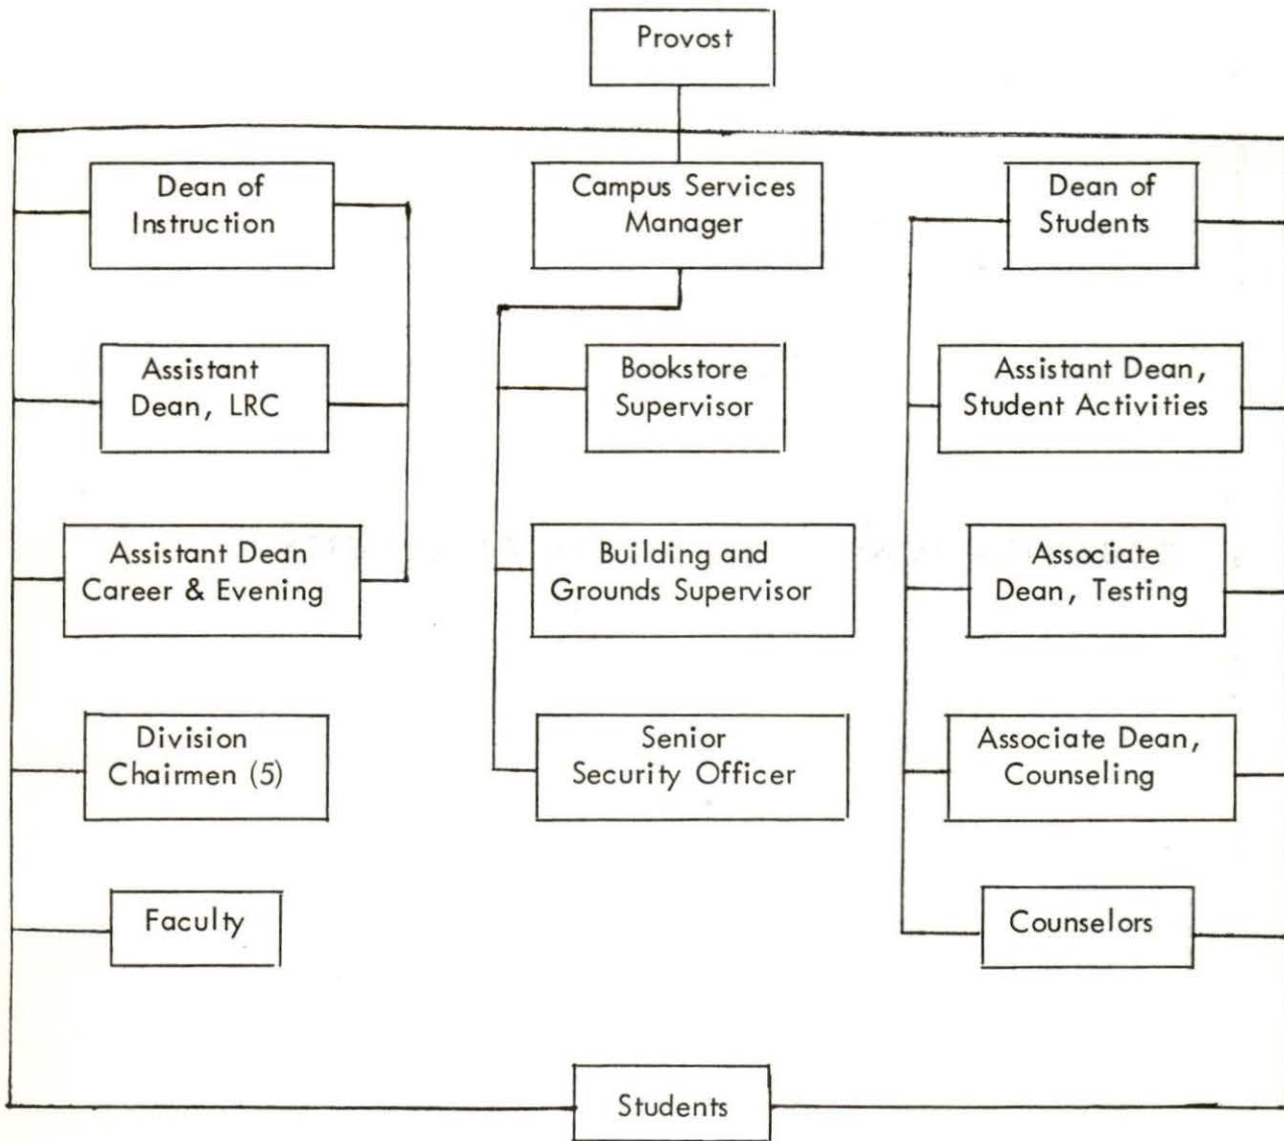 Provost
Dean of
Instruction
Campus Services
Manager
Dean of
Students
Assistant
Dean, LRC
Bookstore
Supervisor
Assistant Dean,
Student Activities
Assistant Dean
Career & Evening
Building and
Grounds Supervisor
Associate
Dean, Testing
Division
Chairmen (5)
Senior
Security Officer
Associate Dean,
Counseling
Faculty
Counselors
Students